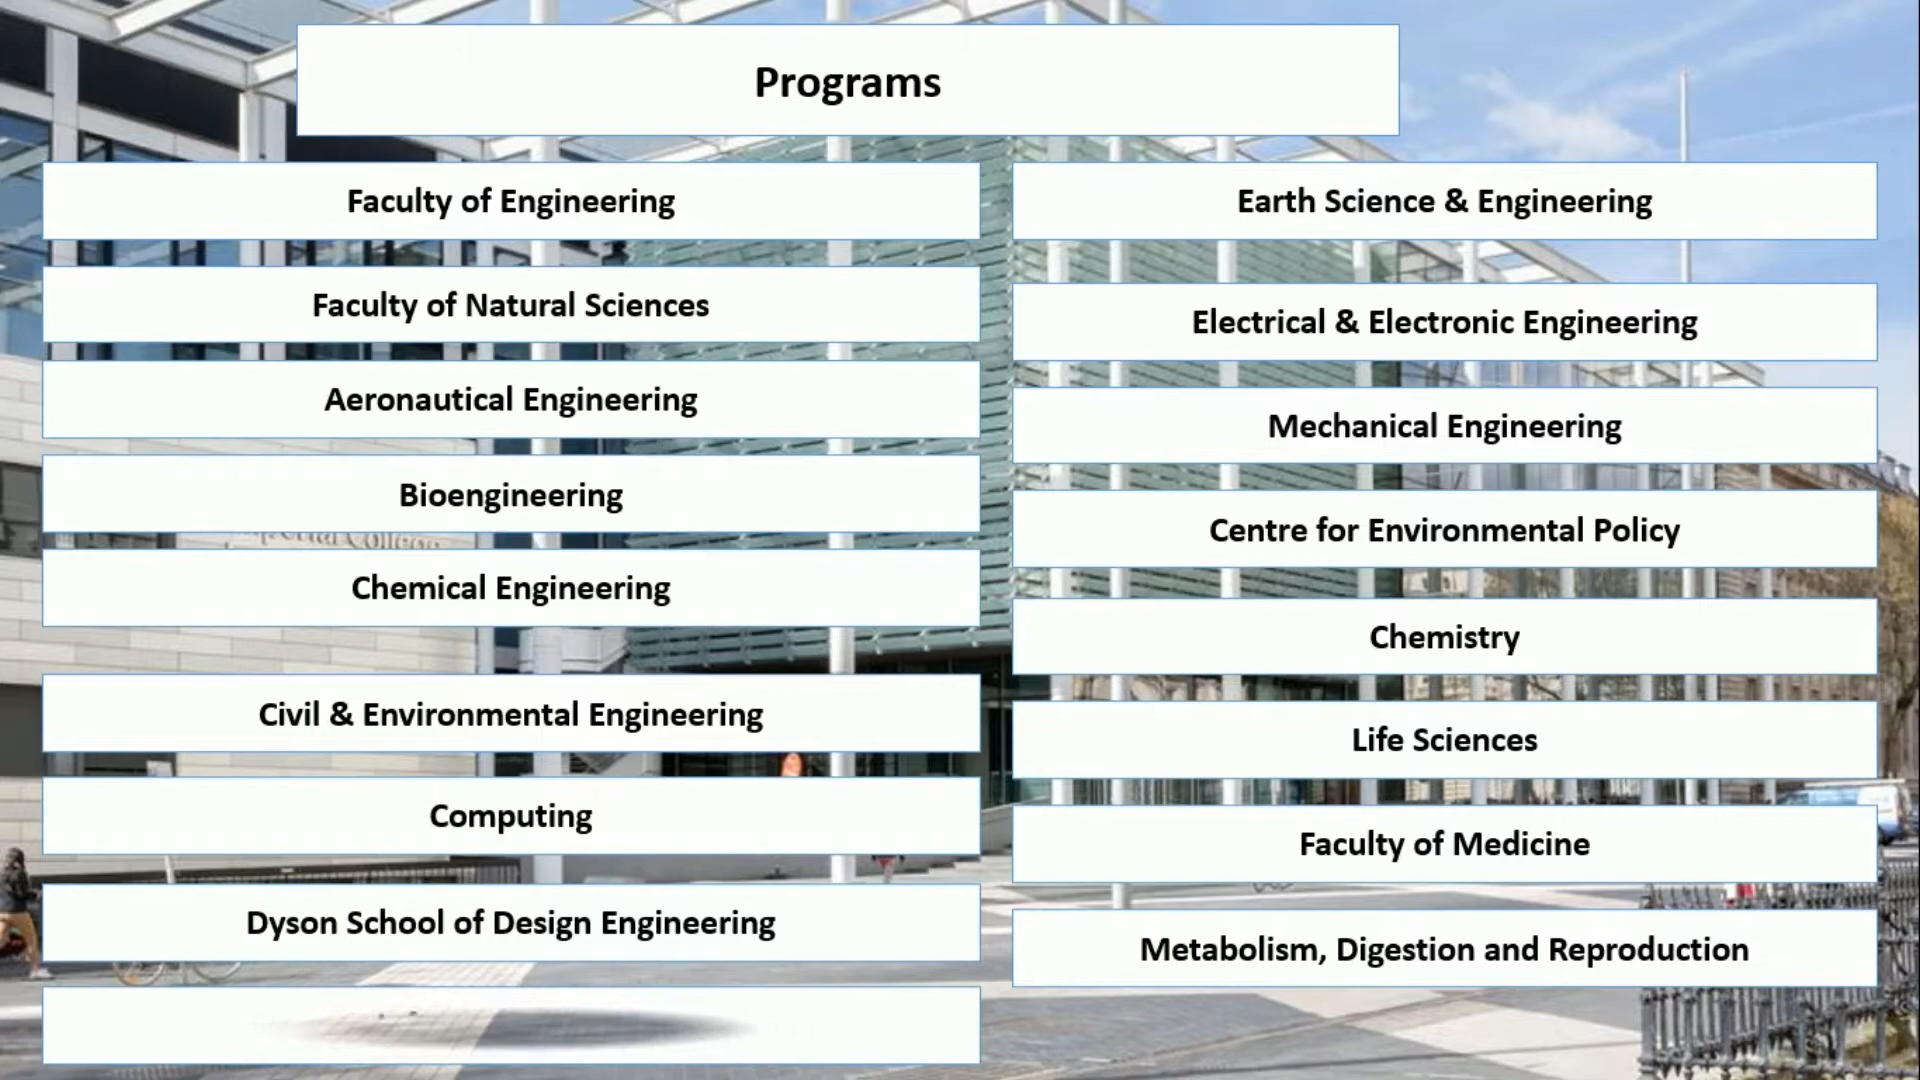 Programs
Faculty of Engineering
Faculty of Natural Sciences
Aeronautical Engineering
Bioengineering
Chemical Engineering
Civil & Environmental Engineering
Computing
Dyson School of Design Engineering
Earth Science & Engineering
Electrical & Electronic Engineering
Mechanical Engineering
Centre for Environmental Policy
Chemistry
Life Sciences
Faculty of Medicine
Metabolism, Digestion and Reproduction